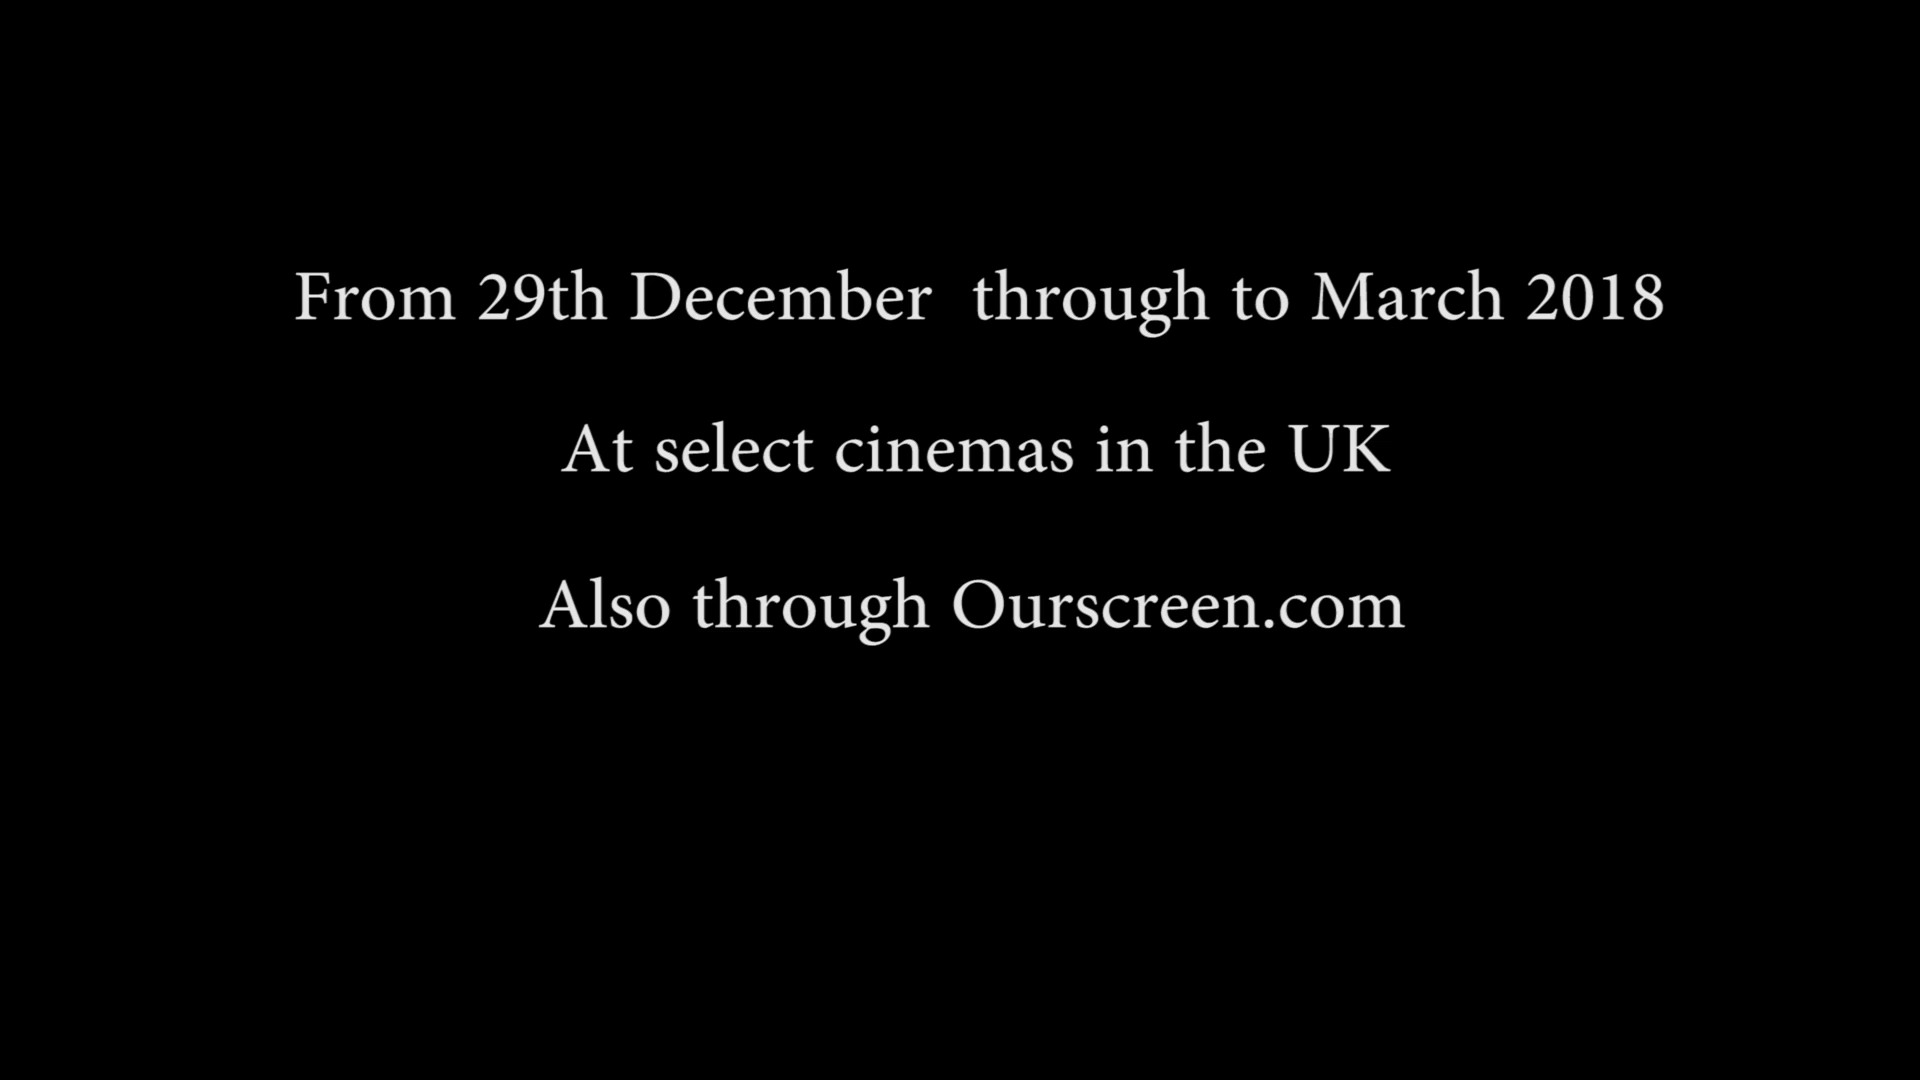 From 29th December  through to March 2018
At select cinemas in the UK
Also through Ourscreen.com